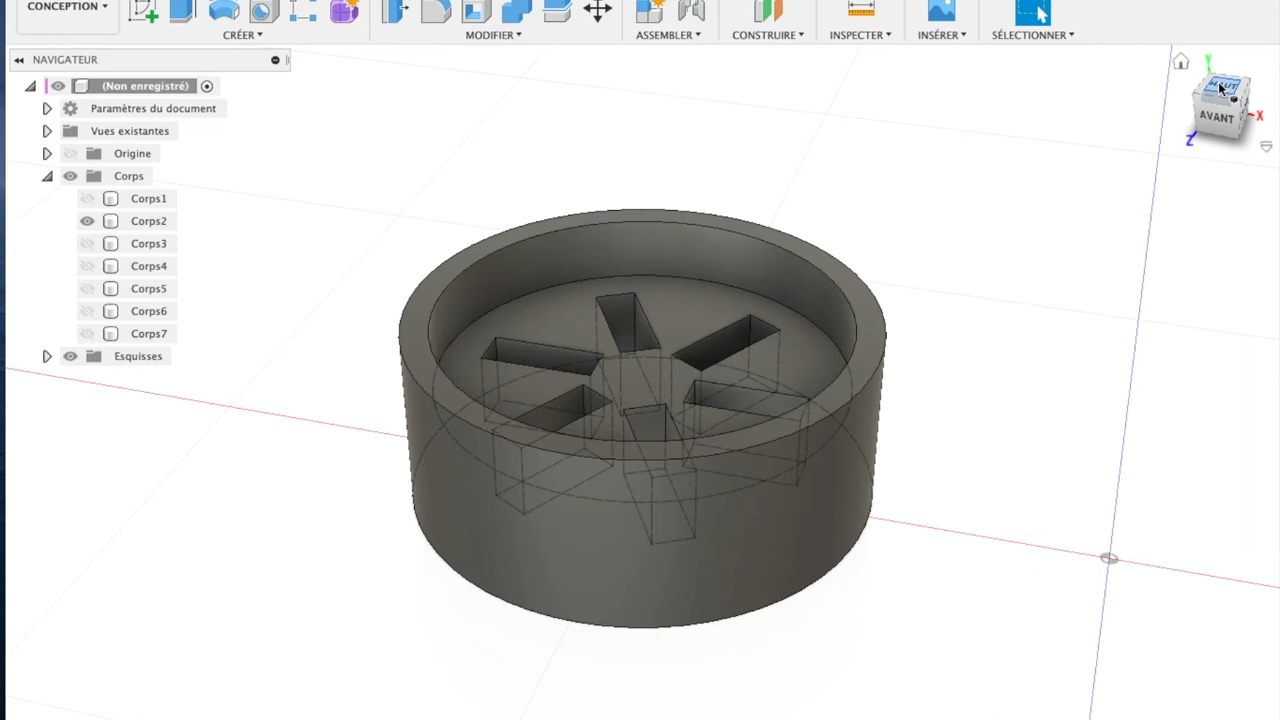 CONCEPTION ▾
CRÉER ▾
MODIFIER ▾
ASSEMBLER ▾
CONSTRUIRE ▾
INSPECTER ▾
INSÉRER ▾
SÉLECTIONNER ▾
NAVIGATEUR
(Non enregistré)
Paramètres du document
Vues existantes
Origine
Corps
Corps1
Corps2
Corps3
Corps4
Corps5
Corps6
Corps7
Esquisses
Y
HAUT
AVANT
X
Z